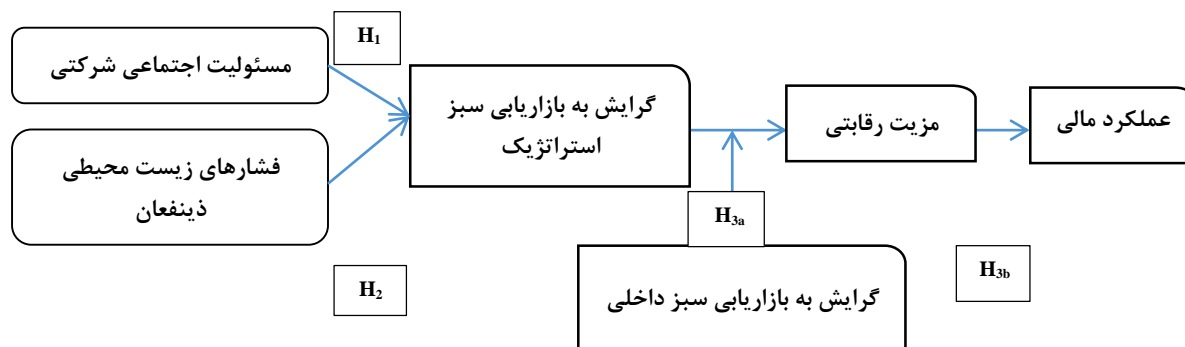 H1
مسئولیت اجتماعی شرکتی
گرایش به بازاریابی سبز
استراتژیک
مزیت رقابتی
عملکرد مالی
فشارهای زیست محیطی
ذینفعان
H3a
H2
گرایش به بازاریابی سبز داخلی
H3b